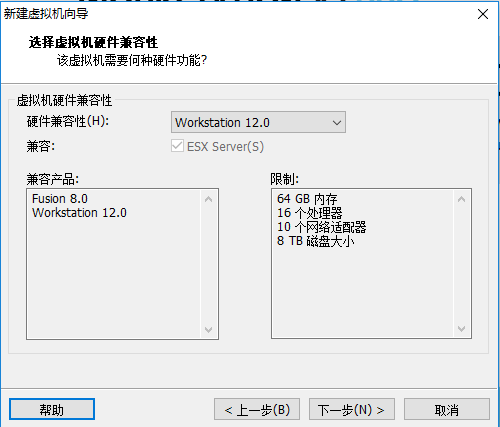 新建虚拟机向导
选择虚拟机硬件兼容性
该虚拟机需要何种硬件功能?
虚拟机硬件兼容性
硬件兼容性(H):
Workstation 12.0
兼容:
ESX Server(S)
兼容产品:
Fusion 8.0
Workstation 12.0
限制:
64 GB 内存
16 个处理器
10 个网络适配器
8 TB 磁盘大小
帮助
< 上一步(B)
下一步(N) >
取消